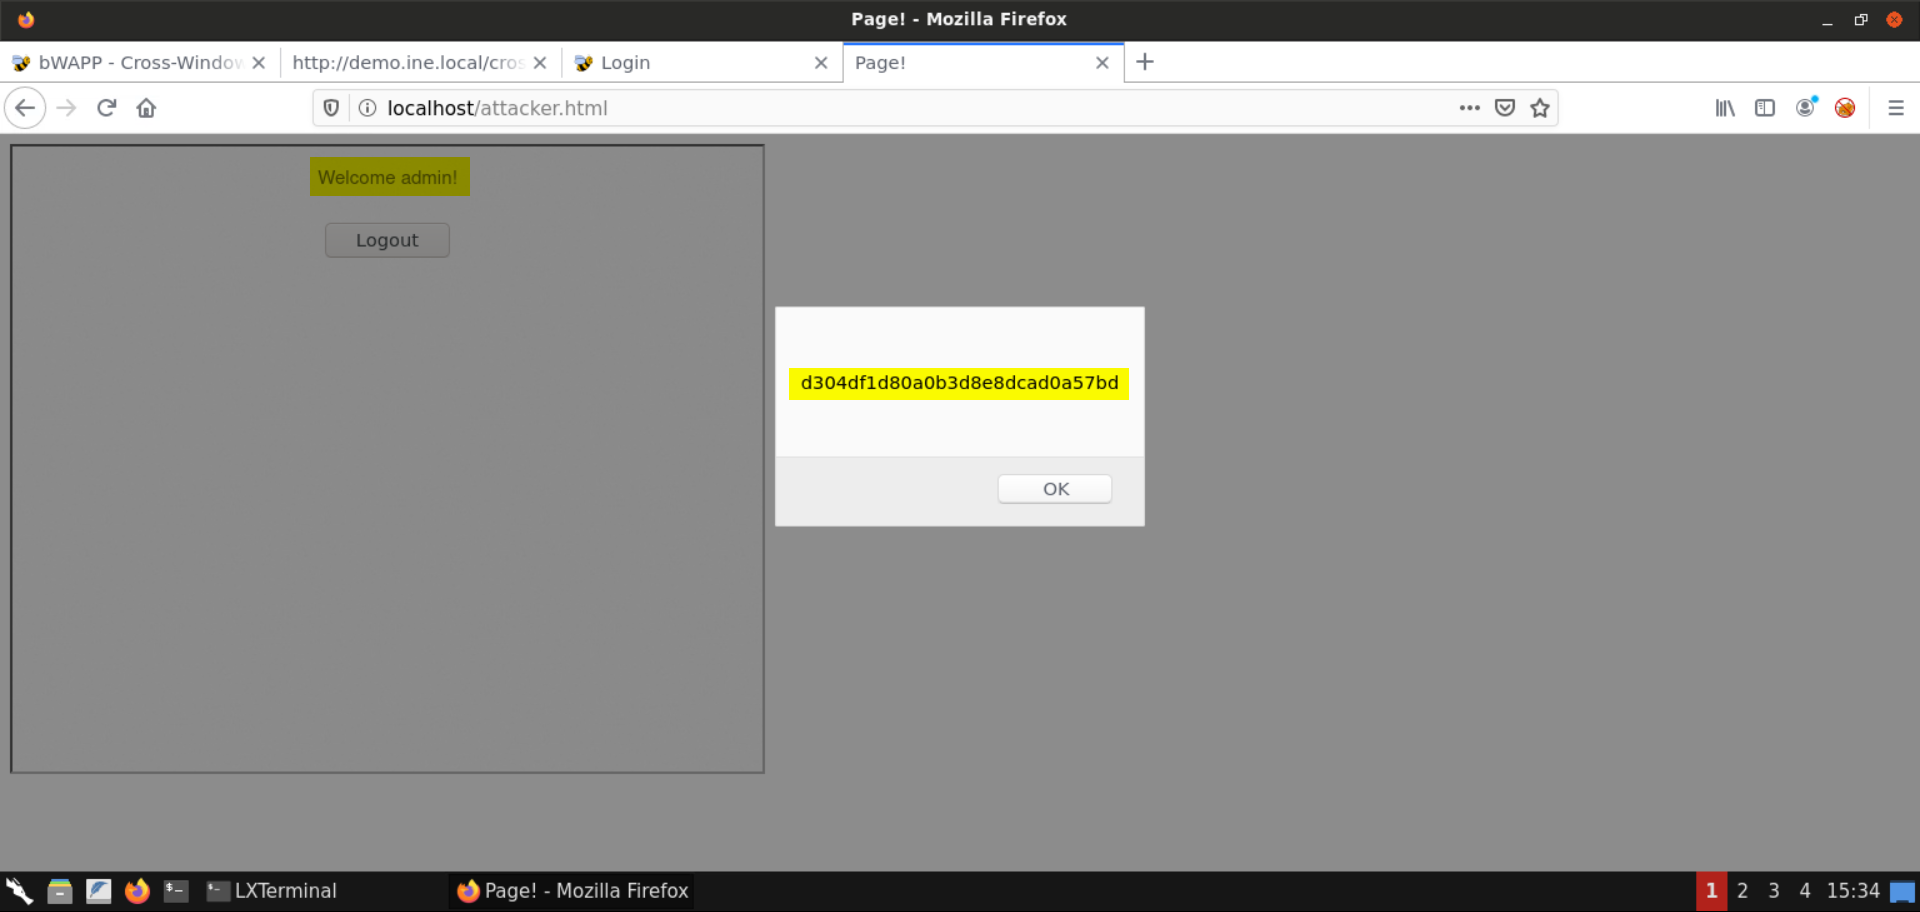 Page! - Mozilla Firefox
bWAPP - Cross-Window
http://demo.ine.local/cros
Login
Page!
localhost/attacker.html
Welcome admin!
Logout
d304df1d80a0b3d8e8dcad0a57bd
OK
LXTerminal
Page! - Mozilla Firefox
1 2 3 4 15:34